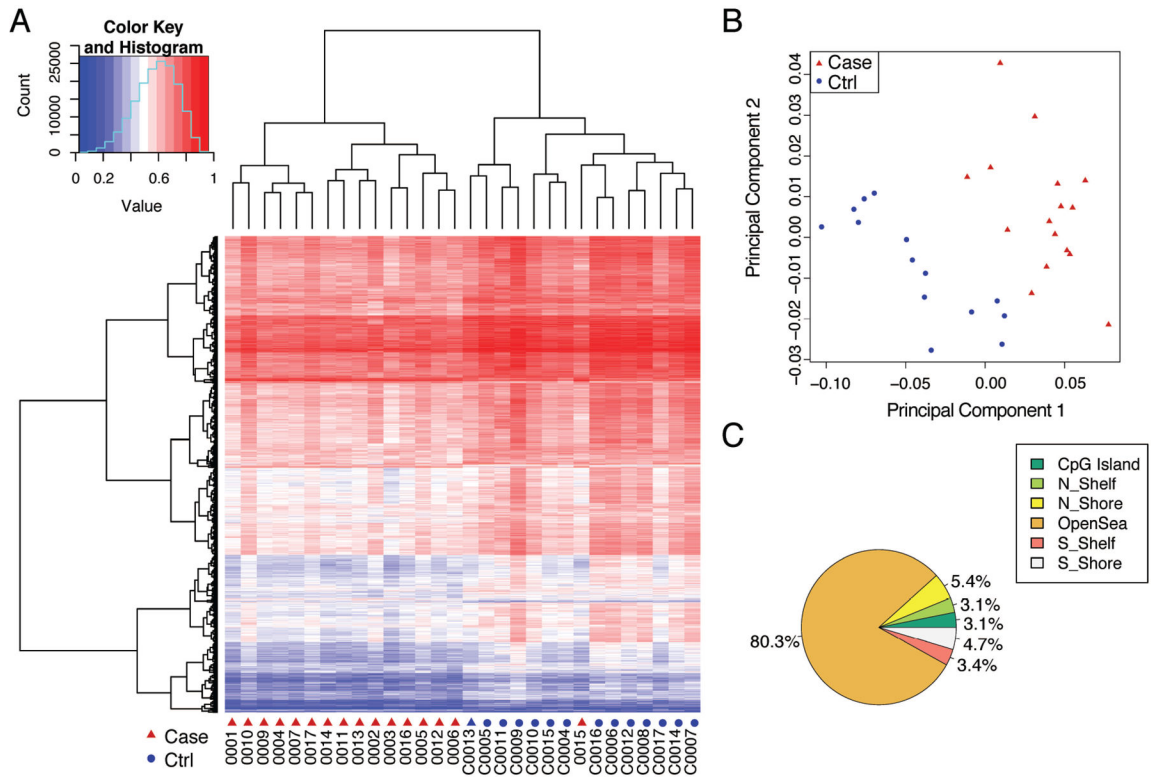 A
Color Key
and Histogram
Count
0 10000 25000
0 0.2 0.6 1
Value
0001 0010 0009 0004 0007 0017 0014 0011 0013 0002 0003 0016 0005 0012 0006 C0013 C0005 C0011 C0009 C0010 C0015 C0004 0015 C0016 C0006 C0012 C0008 C0017 C0014 C0007
Case
Ctrl
B
Case
Ctrl
Principal Component 2
−0.03 −0.02 −0.01 0.00 0.01 0.02 0.03 0.04
−0.10 −0.05 0.00 0.05
Principal Component 1
C
CpG Island
N_Shelf
N_Shore
OpenSea
S_Shelf
S_Shore
5.4%
3.1%
3.1%
4.7%
3.4%
80.3%